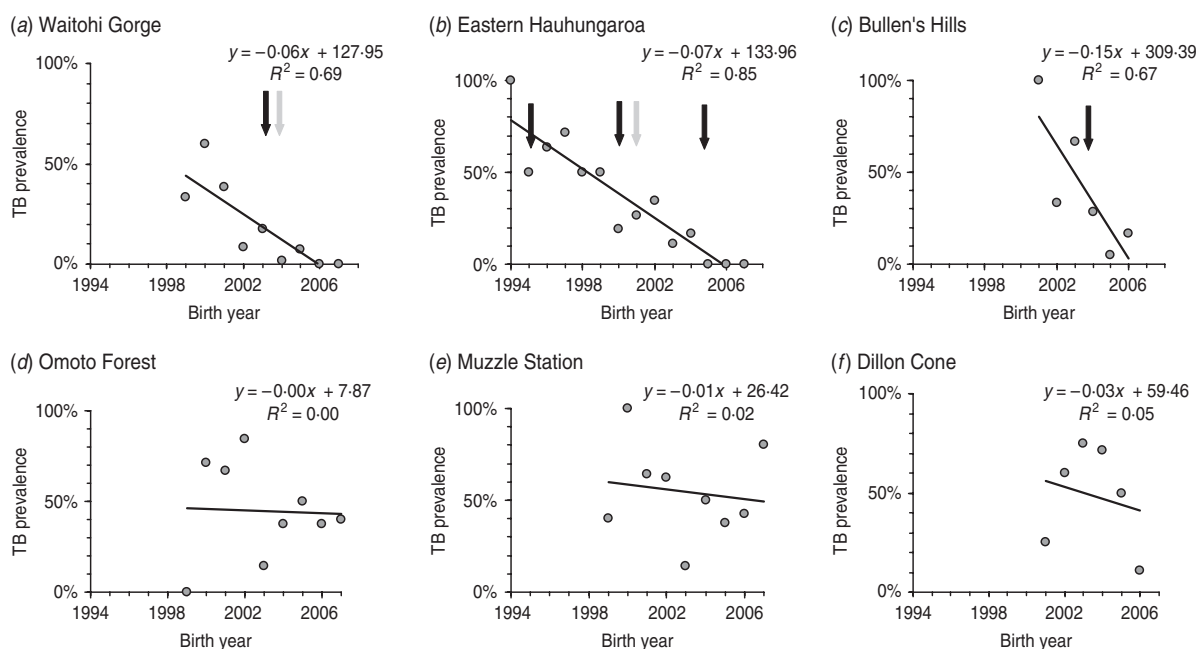 (a) Waitohi Gorge
y = −0·06x + 127·95
R² = 0·69
100%
50%
0%
TB prevalence
1994 1998 2002 2006
Birth year
(b) Eastern Hauhungaroa
y = −0·07x + 133·96
R² = 0·85
100%
50%
0%
TB prevalence
1994 1998 2002 2006
Birth year
(c) Bullen's Hills
y = −0·15x + 309·39
R² = 0·67
100%
50%
0%
TB prevalence
1994 1998 2002 2006
Birth year
(d) Omoto Forest
y = −0·00x + 7·87
R² = 0·00
100%
50%
0%
TB prevalence
1994 1998 2002 2006
Birth year
(e) Muzzle Station
y = −0·01x + 26·42
R² = 0·02
100%
50%
0%
TB prevalence
1994 1998 2002 2006
Birth year
(f) Dillon Cone
y = −0·03x + 59·46
R² = 0·05
100%
50%
0%
TB prevalence
1994 1998 2002 2006
Birth year